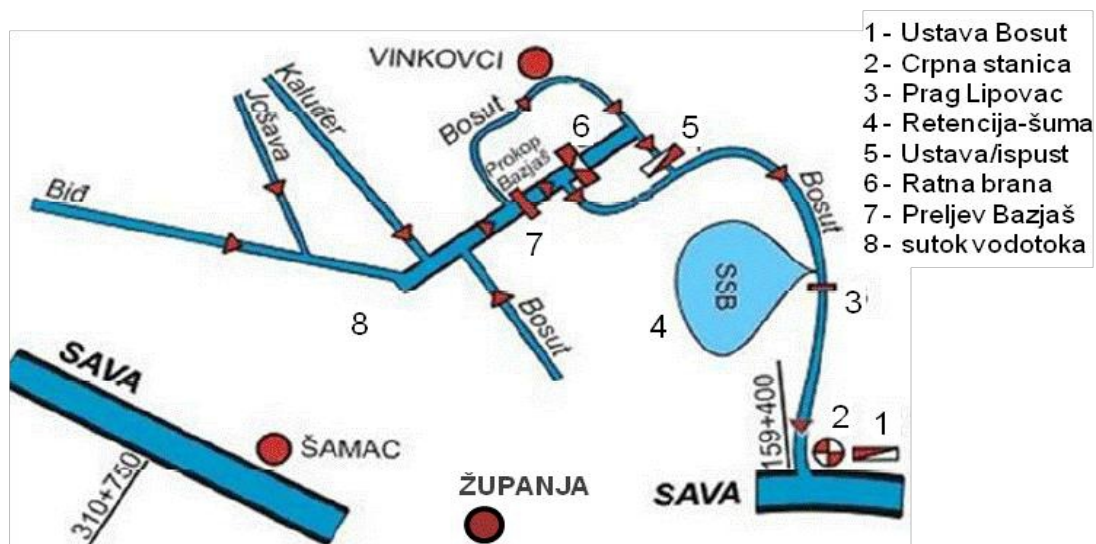 1 - Ustava Bosut
2 - Crpna stanica
3 - Prag Lipovac
4 - Retencija-šuma
5 - Ustava/ispust
6 - Ratna brana
7 - Preljev Bazjaš
8 - sutok vodotoka
VINKOVCI
Kaluđer
Jošava
Bosut
Prokop
Bazjaš
6
5
Biđ
7
Bosut
SSB
8
Bosut
4
3
SAVA
ŠAMAC
310+750
ŽUPANJA
159+400
2
1
SAVA